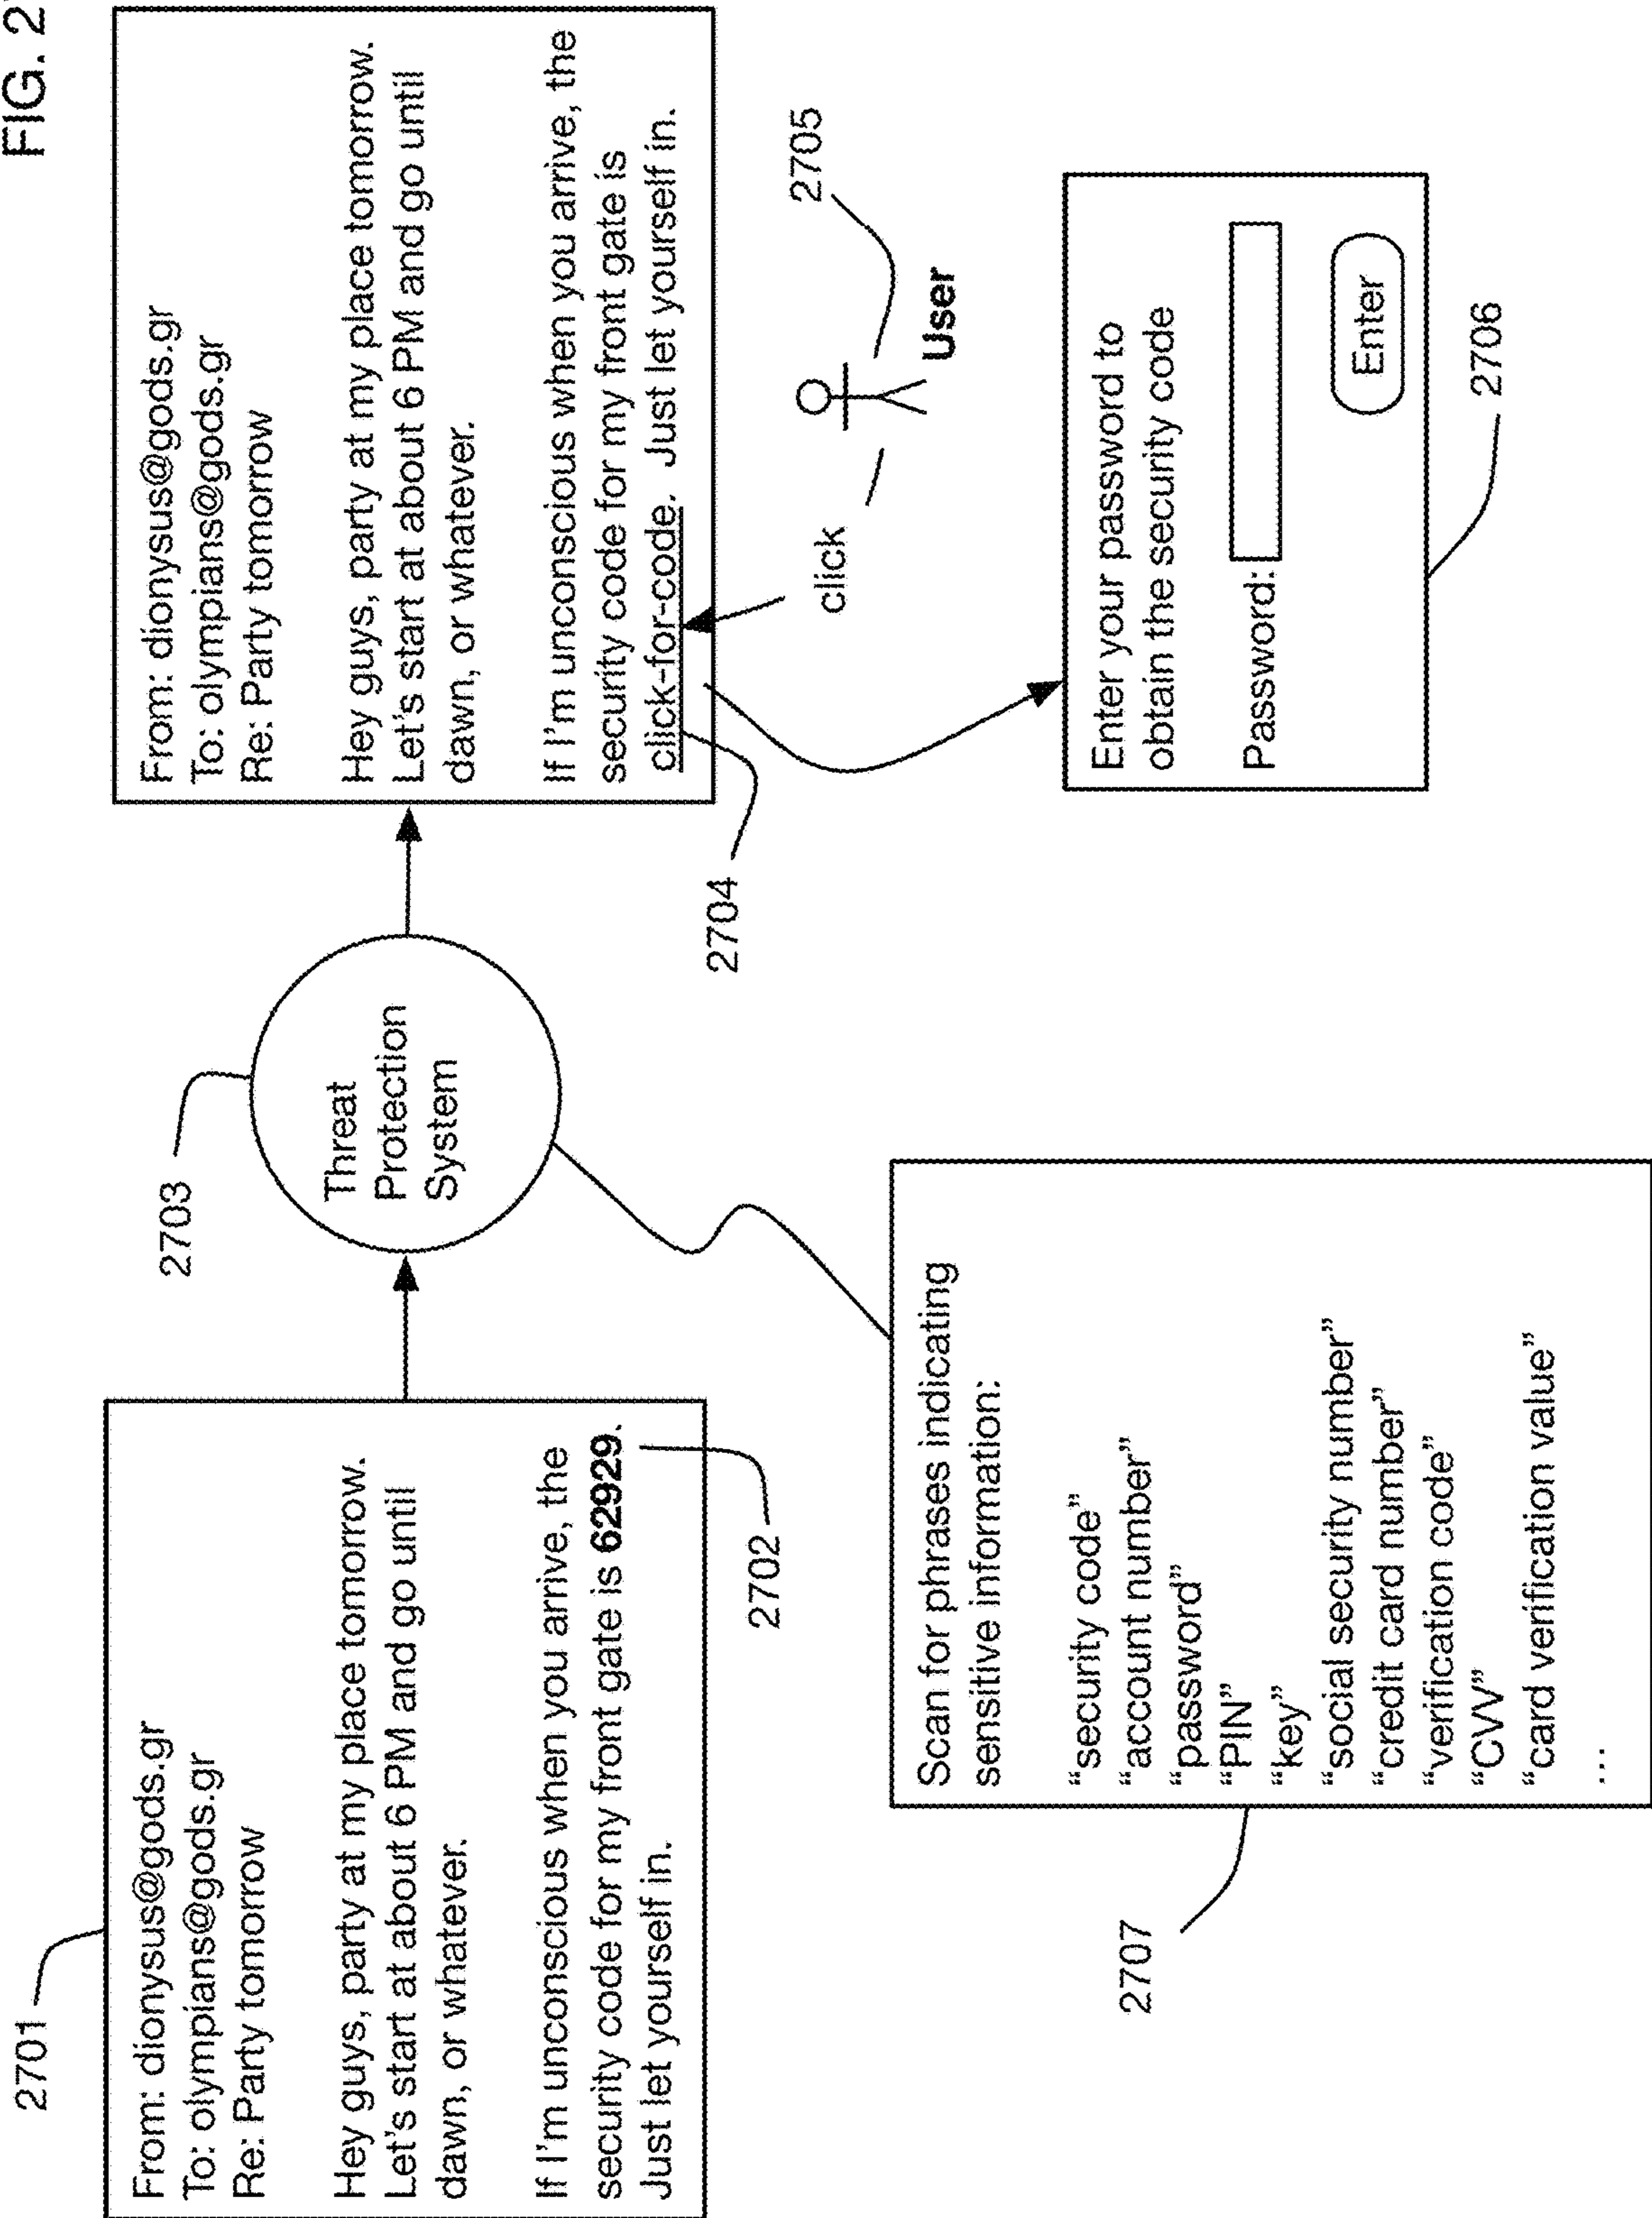 FIG. 2
2701
From: dionysus@gods.gr
To: olympians@gods.gr
Re: Party tomorrow
Hey guys, party at my place tomorrow.
Let's start at about 6 PM and go until
dawn, or whatever.
If I'm unconscious when you arrive, the
security code for my front gate is 62929.
Just let yourself in.
2702
2703
Threat
Protection
System
From: dionysus@gods.gr
To: olympians@gods.gr
Re: Party tomorrow
Hey guys, party at my place tomorrow.
Let's start at about 6 PM and go until
dawn, or whatever.
If I'm unconscious when you arrive, the
security code for my front gate is
click-for-code. Just let yourself in.
2704
click
User
2705
Enter your password to
obtain the security code
Password:
Enter
2706
2707
Scan for phrases indicating
sensitive information:
“security code”
“account number”
“password”
“PIN”
“key”
“social security number”
“credit card number”
“verification code”
“CVV”
“card verification value”
…